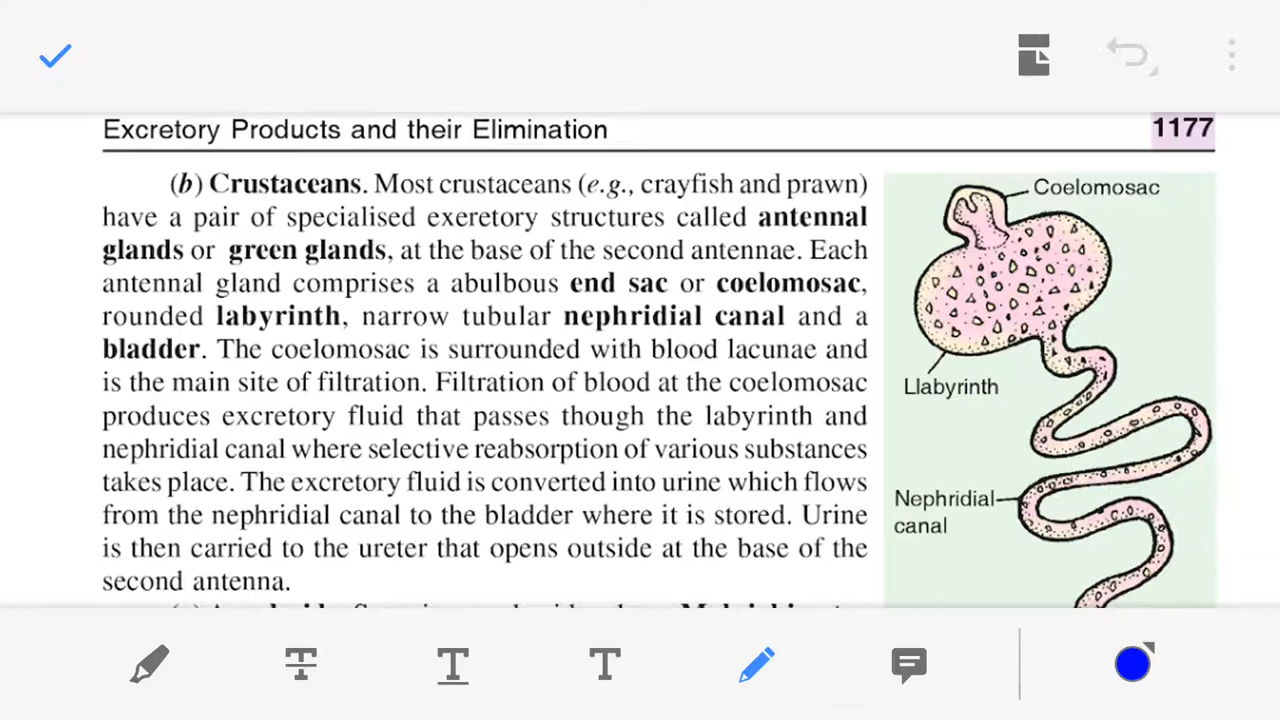 Excretory Products and their Elimination
1177
(b) Crustaceans. Most crustaceans (e.g., crayfish and prawn)
have a pair of specialised exeretory structures called antennal
glands or green glands, at the base of the second antennae. Each
antennal gland comprises a abulbous end sac or coelomosac,
rounded labyrinth, narrow tubular nephridial canal and a
bladder. The coelomosac is surrounded with blood lacunae and
is the main site of filtration. Filtration of blood at the coelomosac
produces excretory fluid that passes though the labyrinth and
nephridial canal where selective reabsorption of various substances
takes place. The excretory fluid is converted into urine which flows
from the nephridial canal to the bladder where it is stored. Urine
is then carried to the ureter that opens outside at the base of the
second antenna.
Coelomosac
Llabyrinth
Nephridial
canal